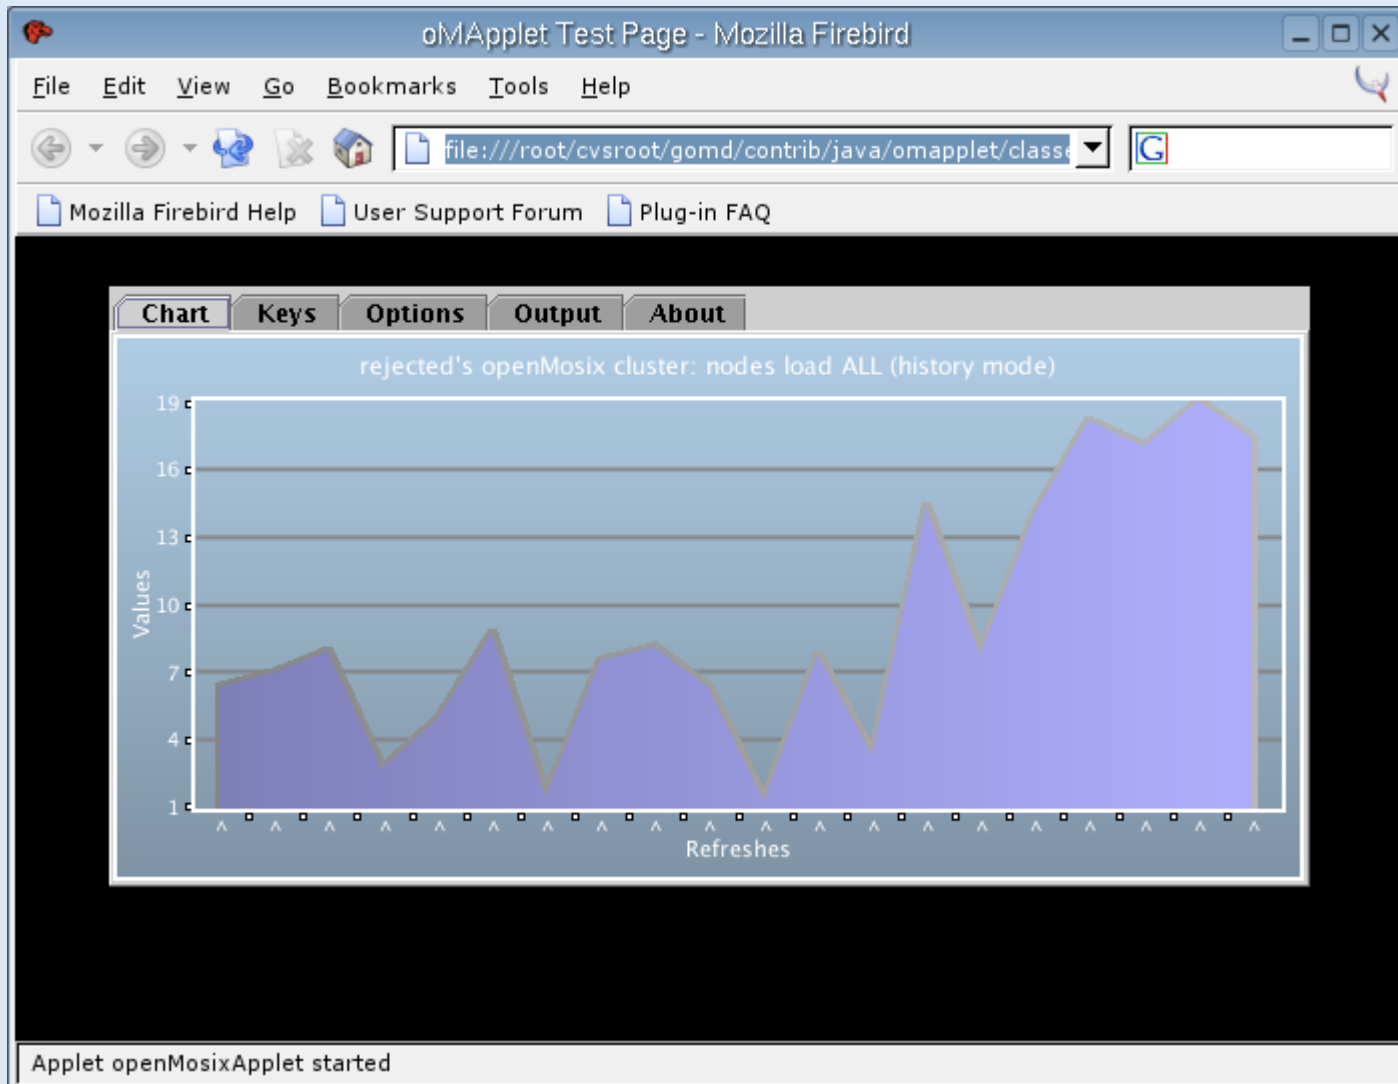 oMApplet Test Page - Mozilla Firebird
File Edit View Go Bookmarks Tools Help
file:///root/cvsroot/gomd/contrib/java/omapplet/classe G
Mozilla Firebird Help User Support Forum Plug-in FAQ
Chart Keys Options Output About
rejected's openMosix cluster: nodes load ALL (history mode)
19
16
13
10
7
4
1
Values
^ ^ ^ ^ ^ ^ ^ ^ ^ ^ ^ ^ ^ ^ ^ ^ ^ ^ ^ ^
Refreshes
Applet openMosixApplet started